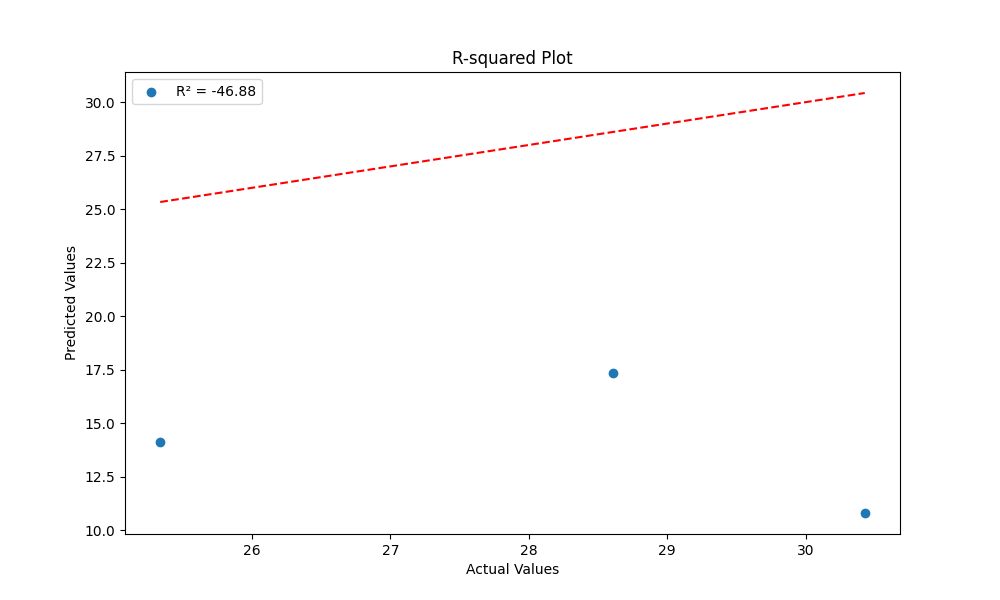 R-squared Plot
R² = -46.88
30.0
27.5
25.0
22.5
20.0
17.5
15.0
12.5
10.0
Predicted Values
26 27 28 29 30
Actual Values